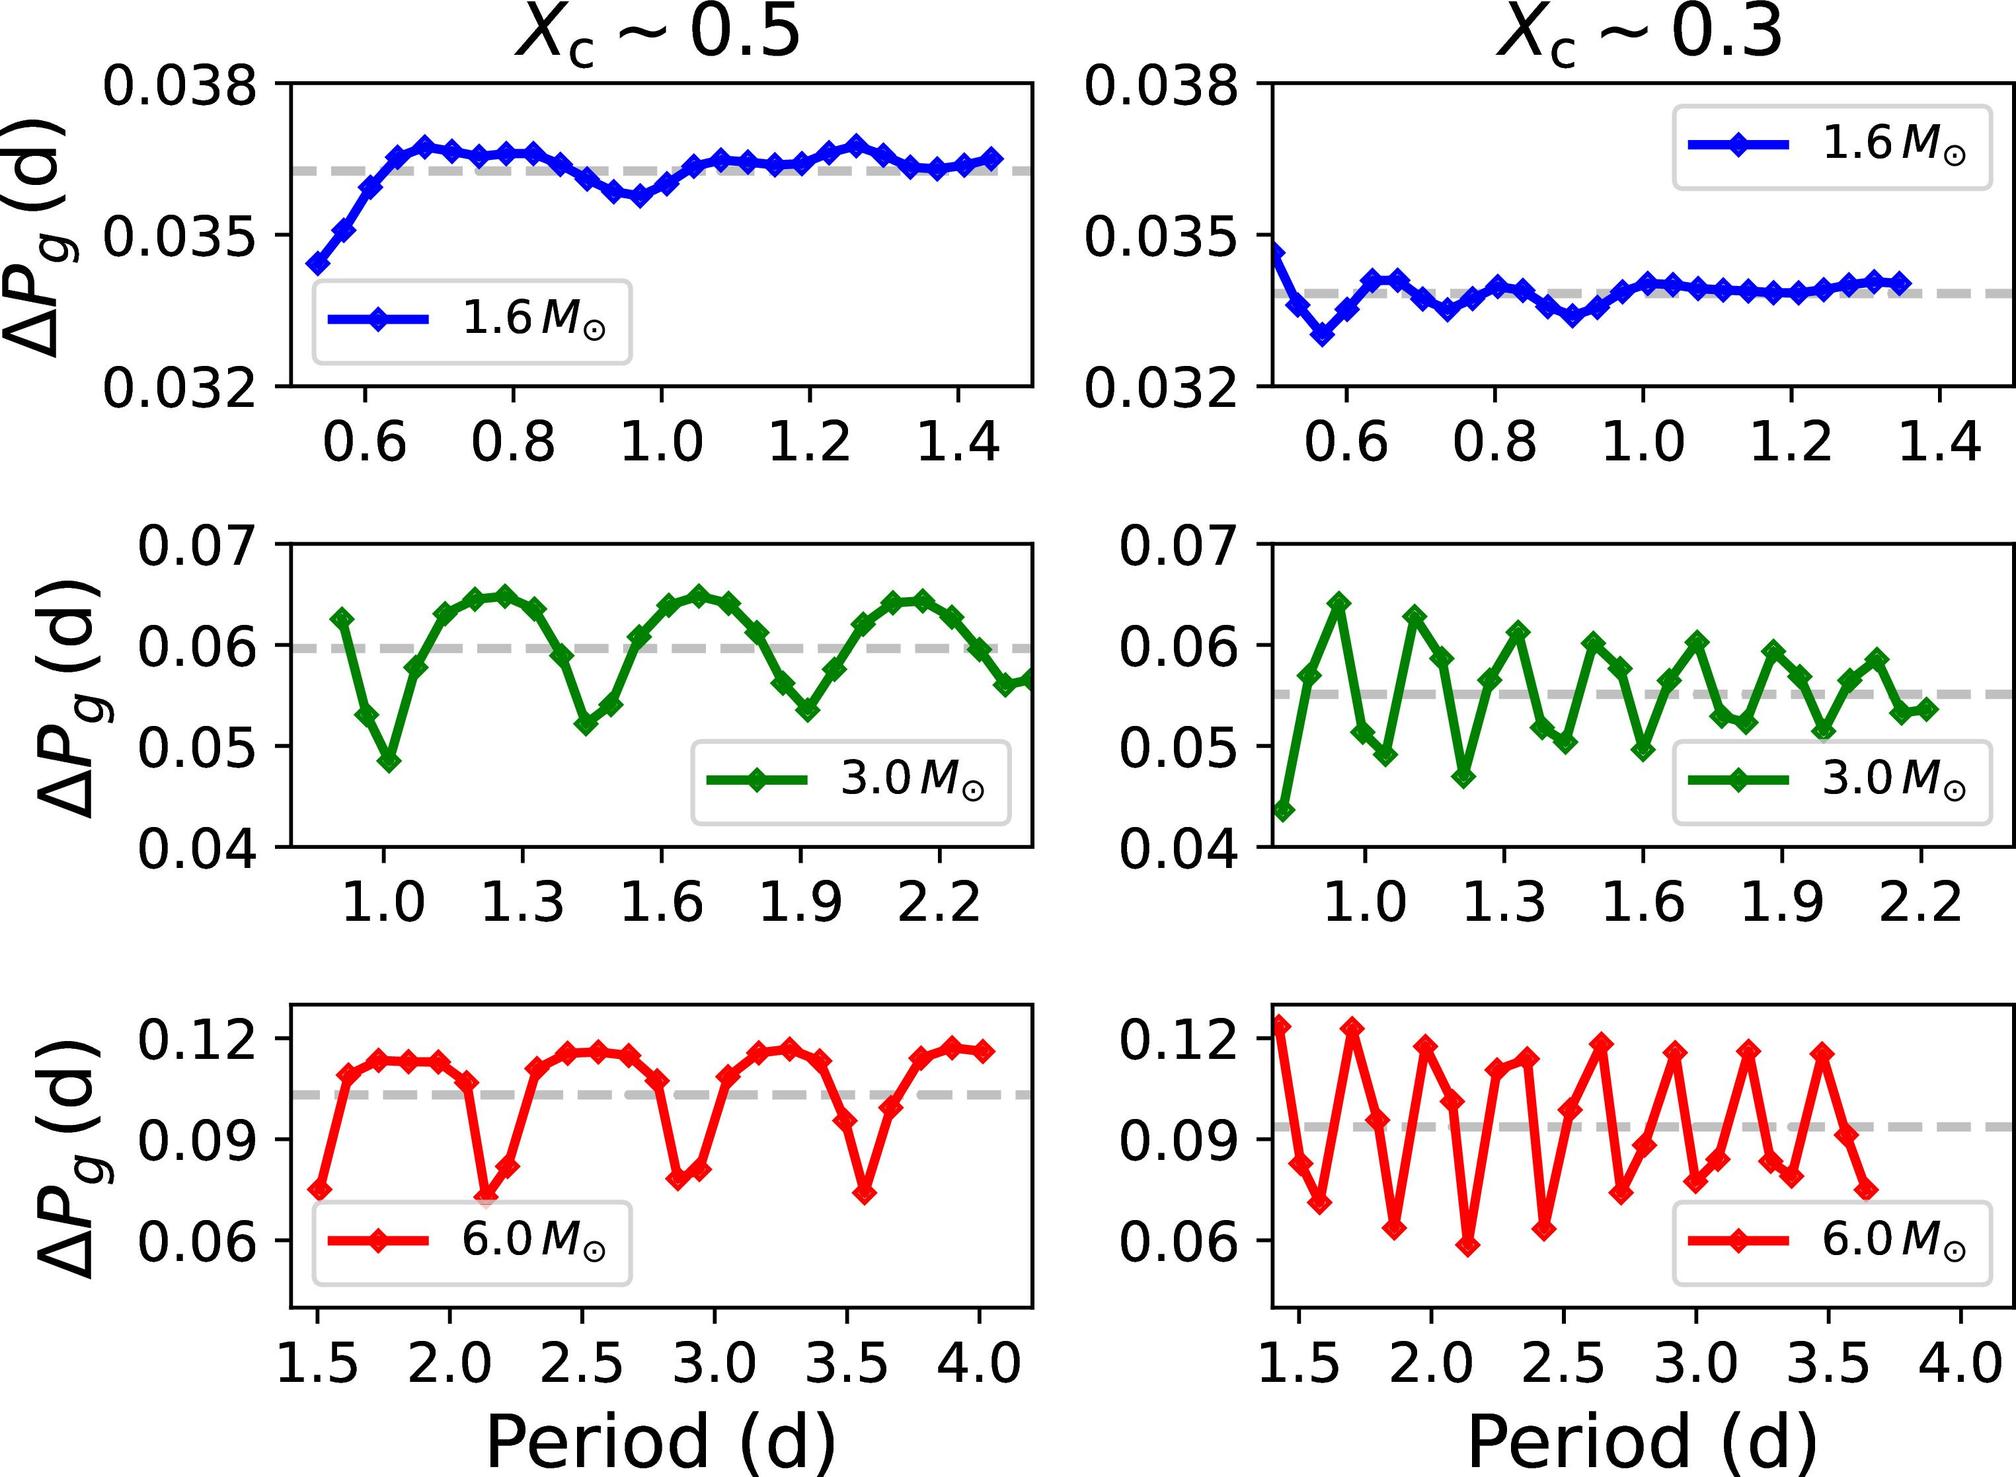 X_c ~ 0.5
X_c ~ 0.3
ΔP_g (d)
0.038
0.035
0.032
1.6 M_⊙
0.6 0.8 1.0 1.2 1.4
0.038
0.035
0.032
1.6 M_⊙
0.6 0.8 1.0 1.2 1.4
ΔP_g (d)
0.07
0.06
0.05
0.04
3.0 M_⊙
1.0 1.3 1.6 1.9 2.2
0.07
0.06
0.05
0.04
3.0 M_⊙
1.0 1.3 1.6 1.9 2.2
ΔP_g (d)
0.12
0.09
0.06
6.0 M_⊙
1.5 2.0 2.5 3.0 3.5 4.0
Period (d)
0.12
0.09
0.06
6.0 M_⊙
1.5 2.0 2.5 3.0 3.5 4.0
Period (d)